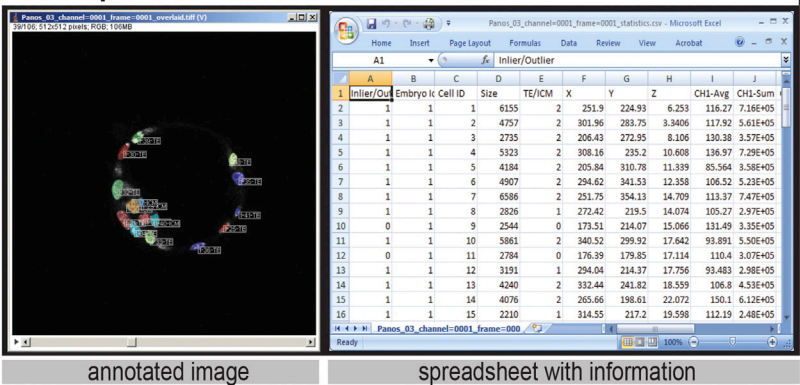 Panos_03_channel=0001_frame=0001_overlaid.tiff (V)
39/106; 512x512 pixels; RGB; 106MB
1-39-TE
1-30-TE
annotated image
Panos_03_channel=0001_frame=0001_statistics.csv - Microsoft Excel
Home Insert Page Layout Formulas Data Review View Acrobat
A1 fx Inlier/Outlier
A B C D E F G H I J
1 Inlier/Out Embryo Ic Cell ID Size TE/ICM X Y Z CH1-Avg CH1-Sum
2 1 1 1 6155 2 251.9 224.93 6.253 116.27 7.16E+05
3 1 1 2 4757 2 301.96 283.75 3.3406 117.92 5.61E+05
4 1 1 3 2735 2 206.43 272.95 8.106 130.38 3.57E+05
5 1 1 4 5323 2 308.16 235.2 10.608 136.97 7.29E+05
6 1 1 5 4184 2 205.84 310.78 11.339 85.564 3.58E+05
7 1 1 6 4907 2 294.62 341.53 12.358 106.52 5.23E+05
8 1 1 7 6586 2 251.75 354.13 14.709 113.37 7.47E+05
9 1 1 8 2826 1 272.42 219.5 14.074 105.27 2.97E+05
10 0 1 9 2544 0 173.51 214.07 15.066 131.49 3.35E+05
11 1 1 10 5861 2 340.52 299.92 17.642 93.891 5.50E+05
12 0 1 11 2784 0 176.39 179.85 17.114 110.4 3.07E+05
13 1 1 12 3191 1 294.04 214.37 17.756 93.483 2.98E+05
14 1 1 13 4240 2 332.44 241.82 18.559 106.8 4.53E+05
15 1 1 14 4076 2 265.66 198.61 22.072 150.1 6.12E+05
16 1 1 15 2210 1 314.55 217.2 19.598 112.19 2.48E+05
Panos_03_channel=0001_frame=000
Ready 100%
spreadsheet with information